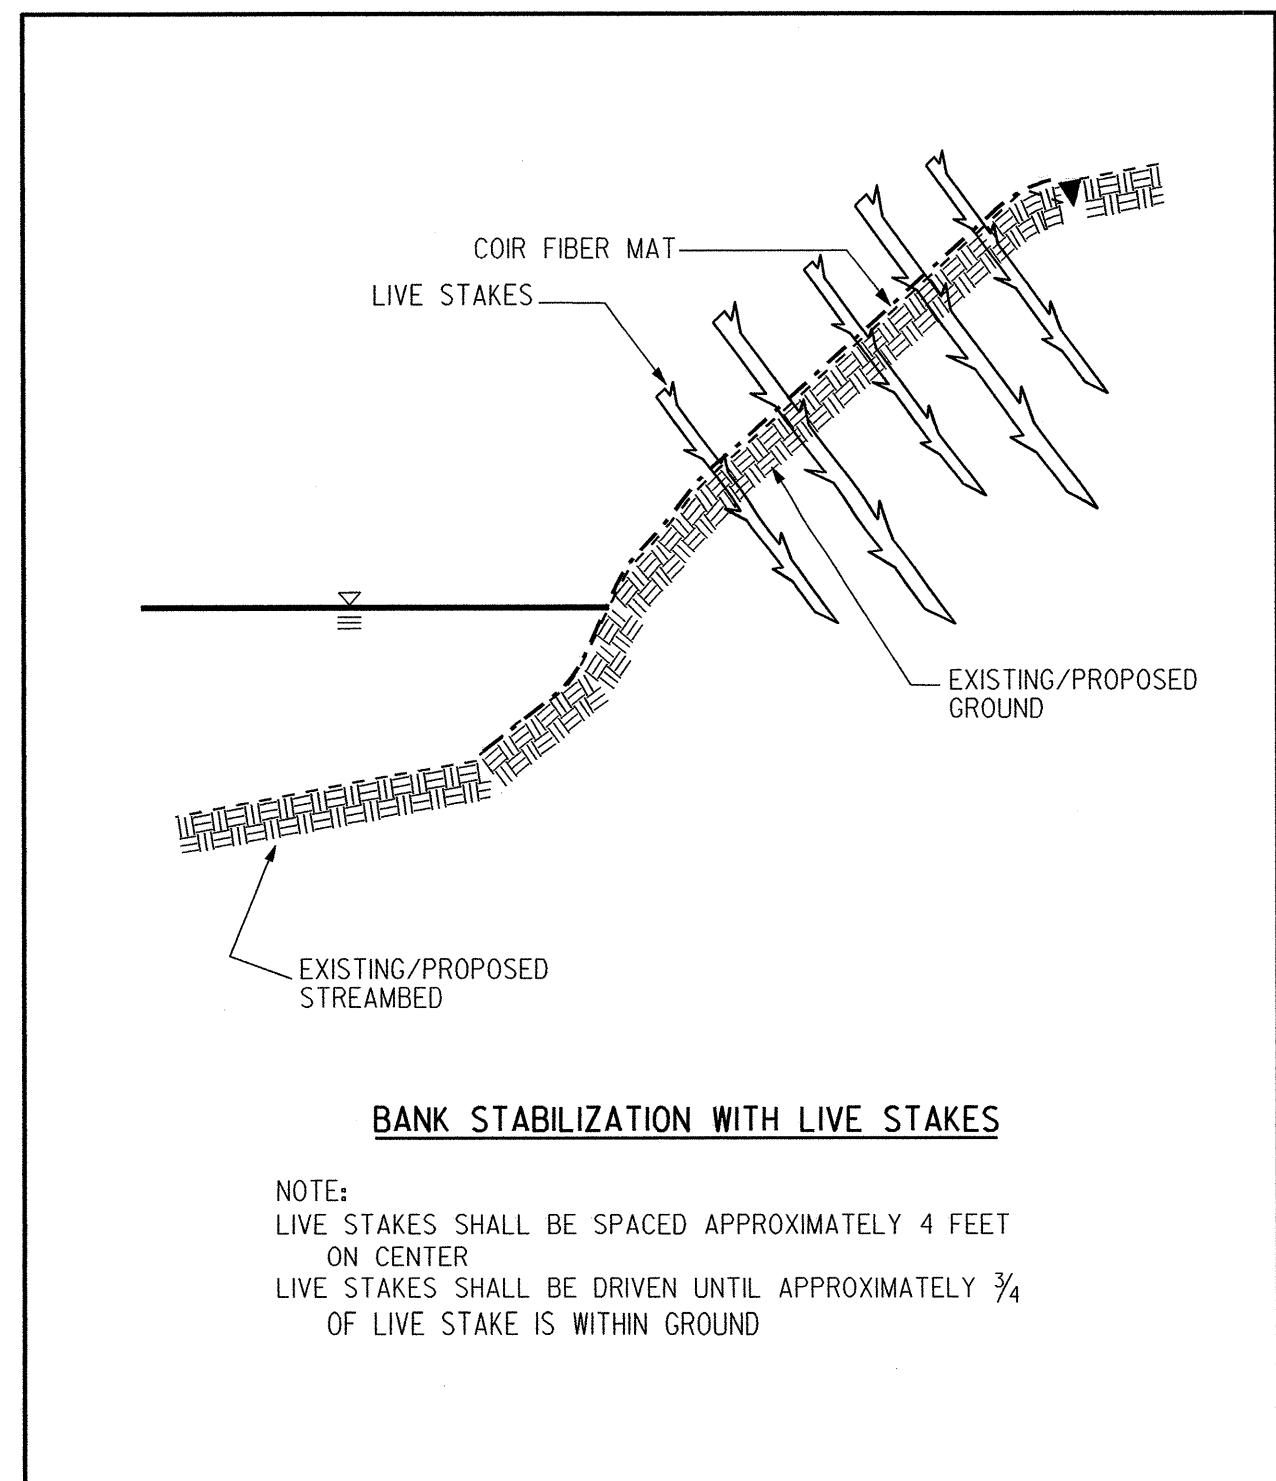 COIR FIBER MAT
LIVE STAKES
EXISTING/PROPOSED
GROUND
EXISTING/PROPOSED
STREAMBED
BANK STABILIZATION WITH LIVE STAKES
NOTE:
LIVE STAKES SHALL BE SPACED APPROXIMATELY 4 FEET
ON CENTER
LIVE STAKES SHALL BE DRIVEN UNTIL APPROXIMATELY 3/4
OF LIVE STAKE IS WITHIN GROUND